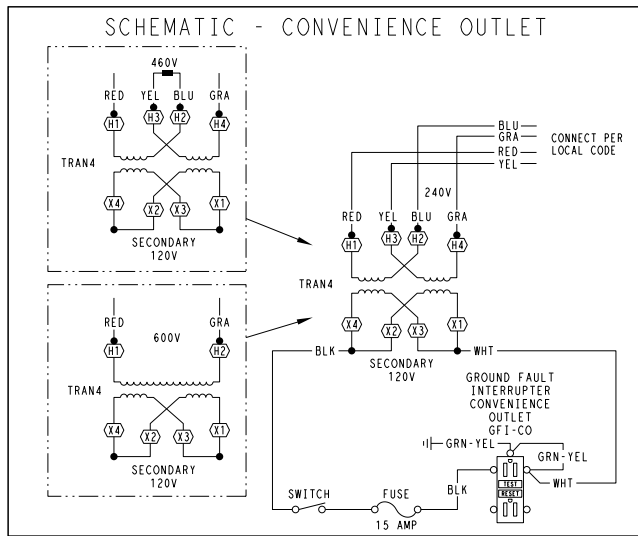 SCHEMATIC - CONVENIENCE OUTLET
460V
RED YEL BLU GRA
H1 H3 H2 H4
TRAN4
X4 X2 X3 X1
SECONDARY
120V
600V
RED GRA
H1 H2
TRAN4
X4 X2 X3 X1
SECONDARY
120V
BLU
GRA
RED
YEL
CONNECT PER
LOCAL CODE
240V
RED YEL BLU GRA
H1 H3 H2 H4
TRAN4
X4 X2 X3 X1
BLK
WHT
SECONDARY
120V
GROUND FAULT
INTERRUPTER
CONVENIENCE
OUTLET
GFI-CO
GRN-YEL
GRN-YEL
WHT
BLK
TEST
RESET
SWITCH
FUSE
15 AMP